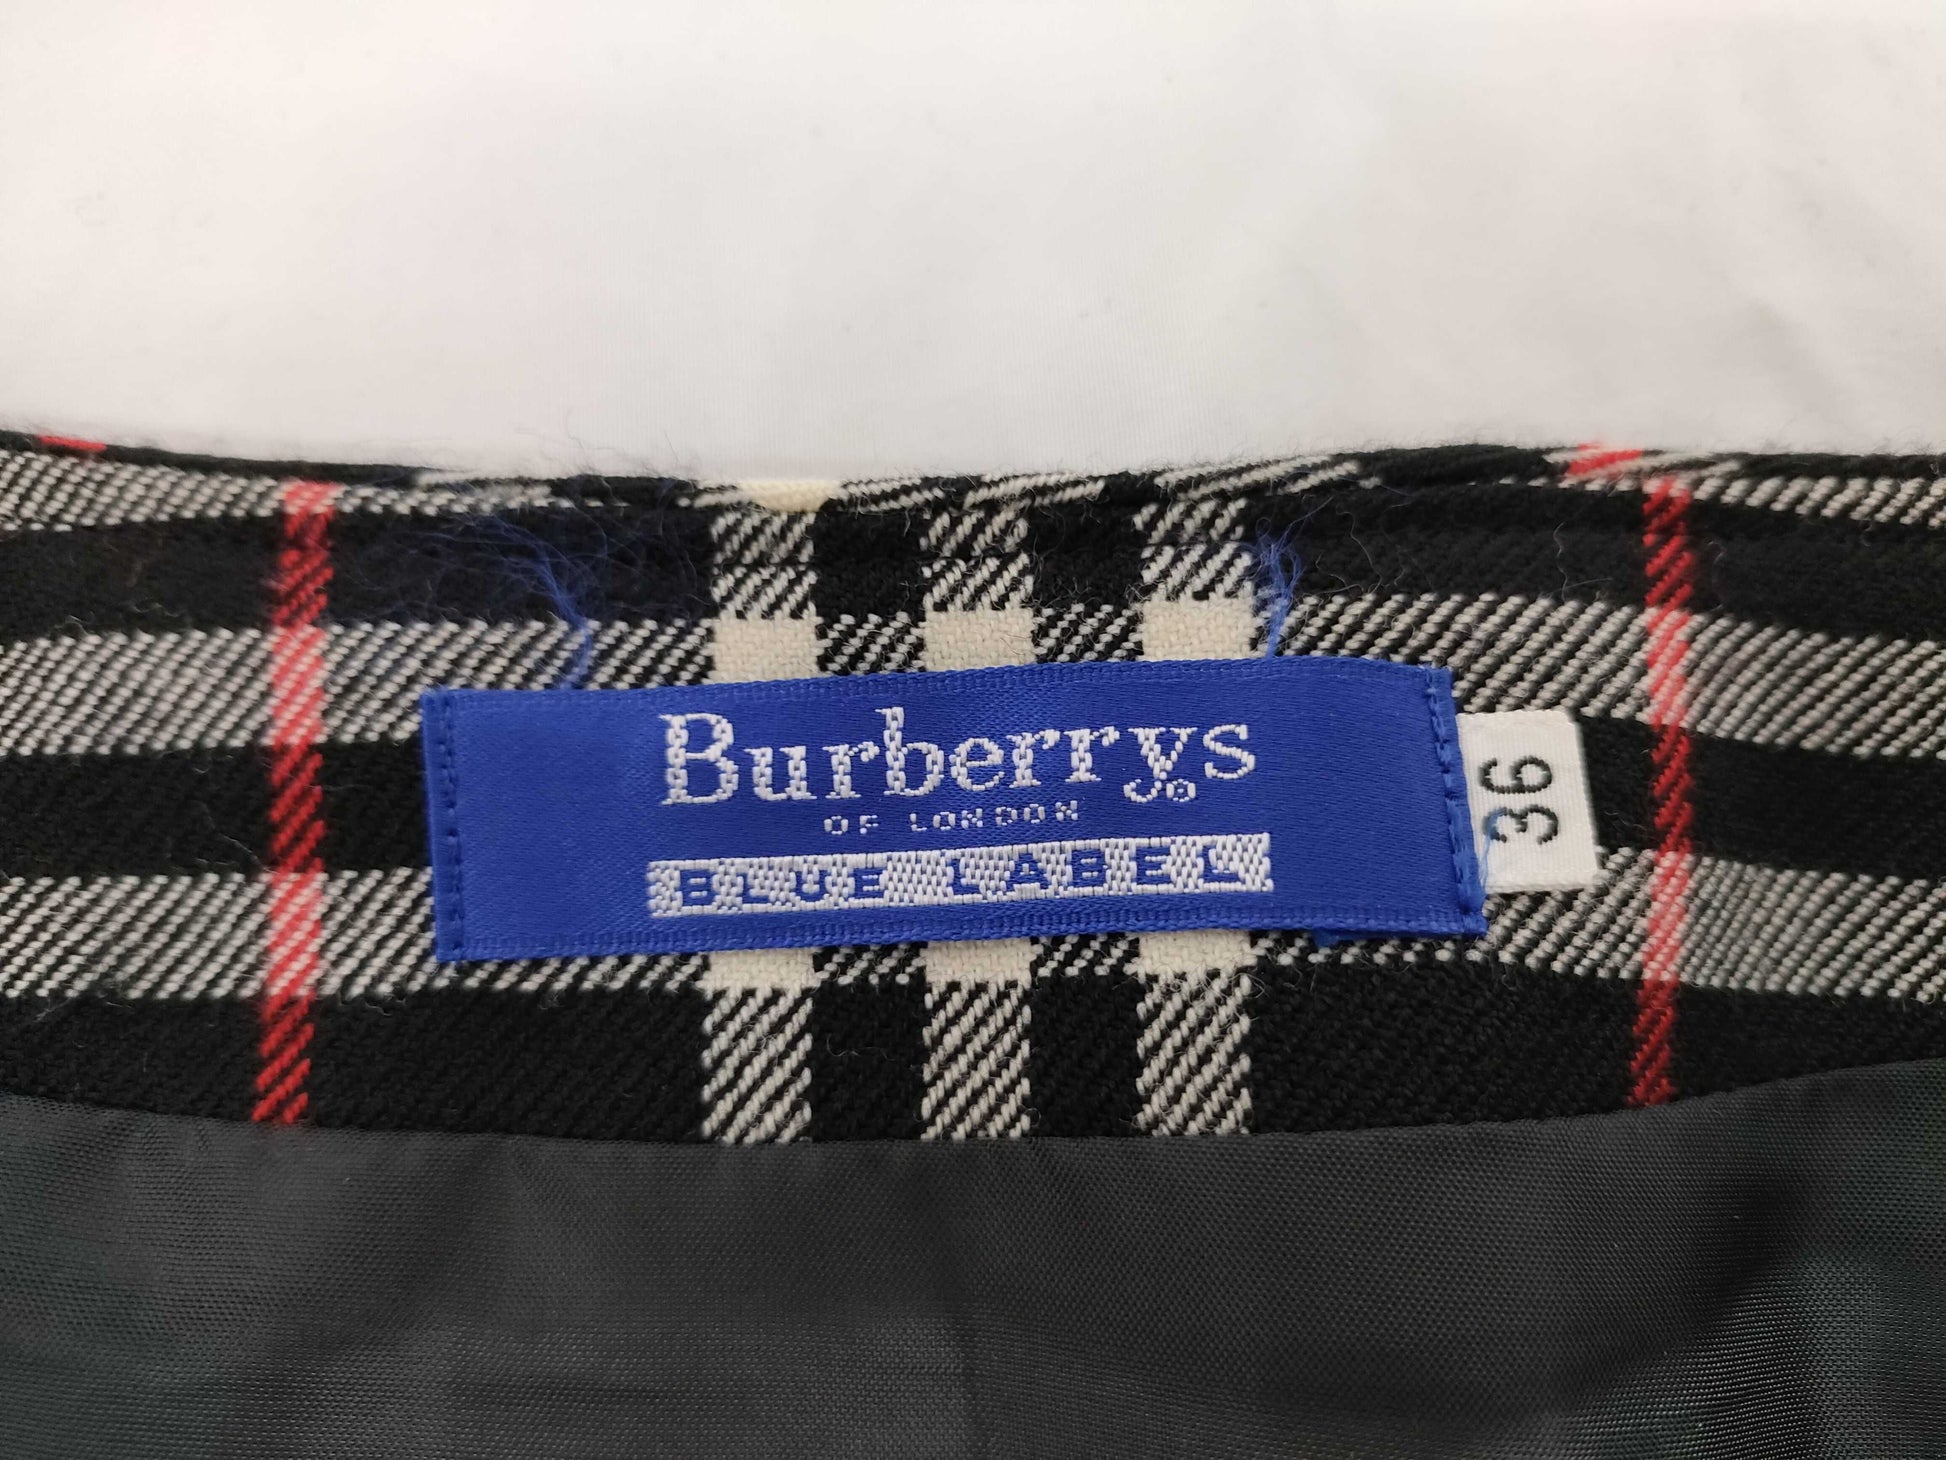 Burberrys®
OF LONDON
BLUE LABEL
36